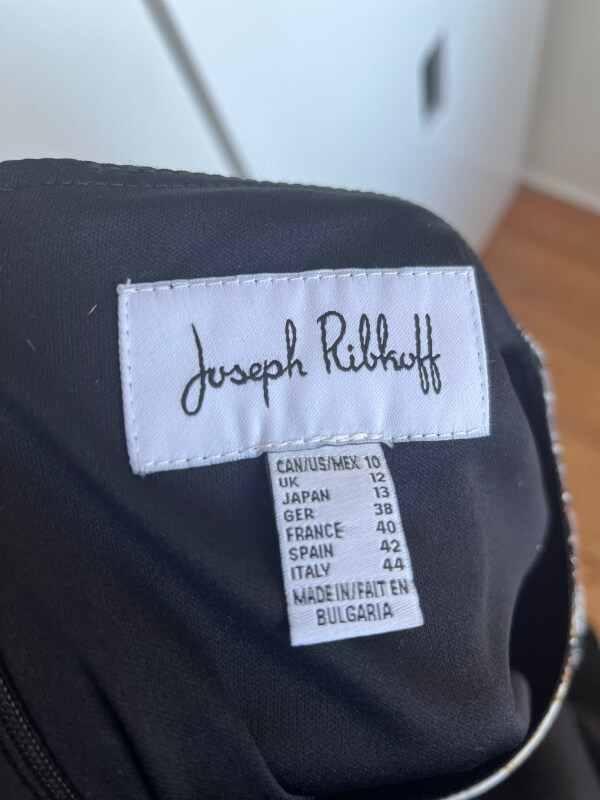 Joseph Ribkoff
CAN/US/MEX 10
UK 12
JAPAN 13
GER 38
FRANCE 40
SPAIN 42
ITALY 44
MADE IN/FAIT EN
BULGARIA